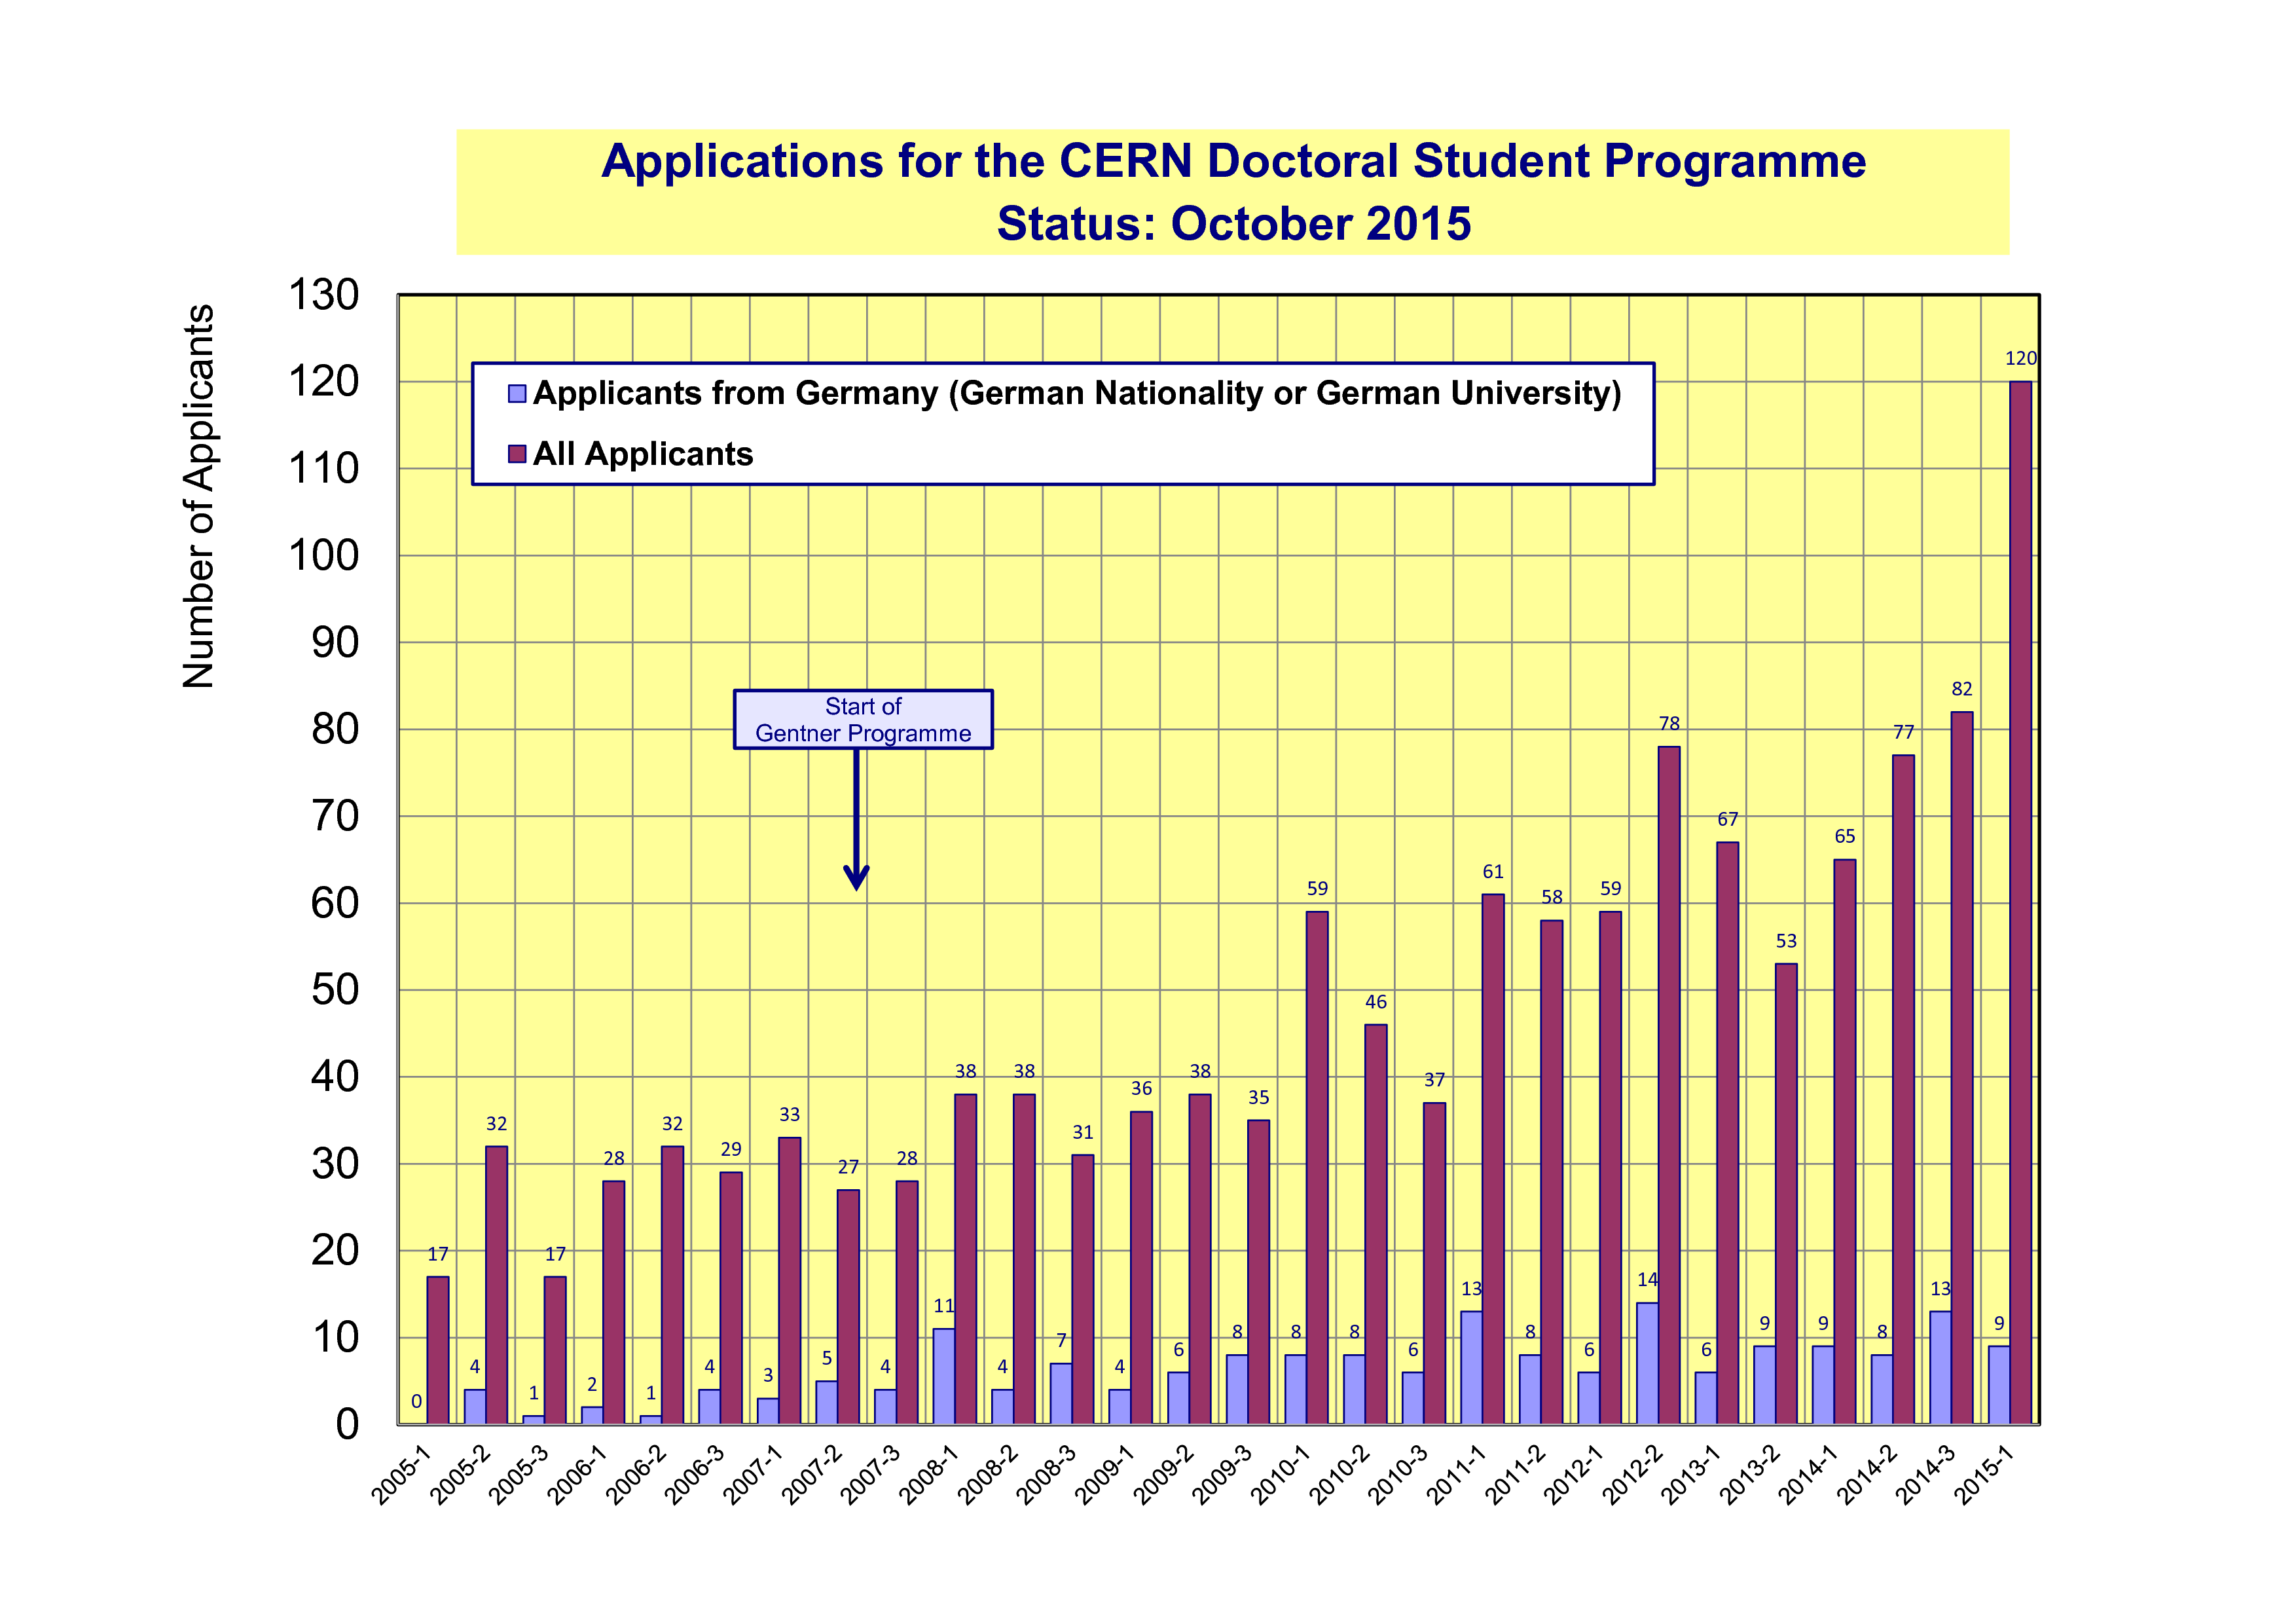 Applications for the CERN Doctoral Student Programme
Status: October 2015
Number of Applicants
130
120
110
100
90
80
70
60
50
40
30
20
10
0
Applicants from Germany (German Nationality or German University)
All Applicants
Start of
Gentner Programme
0 17 4 32 1 17 2 28 1 32 4 29 3 33 5 27 4 28 11 38 4 38 7 31 4 36 6 38 8 35 8 59 8 46 6 37 13 61 8 58 6 59 14 78 6 67 9 53 9 65 8 77 13 82 9 120
2005-1 2005-2 2005-3 2006-1 2006-2 2006-3 2007-1 2007-2 2007-3 2008-1 2008-2 2008-3 2009-1 2009-2 2009-3 2010-1 2010-2 2010-3 2011-1 2011-2 2012-1 2012-2 2013-1 2013-2 2014-1 2014-2 2014-3 2015-1